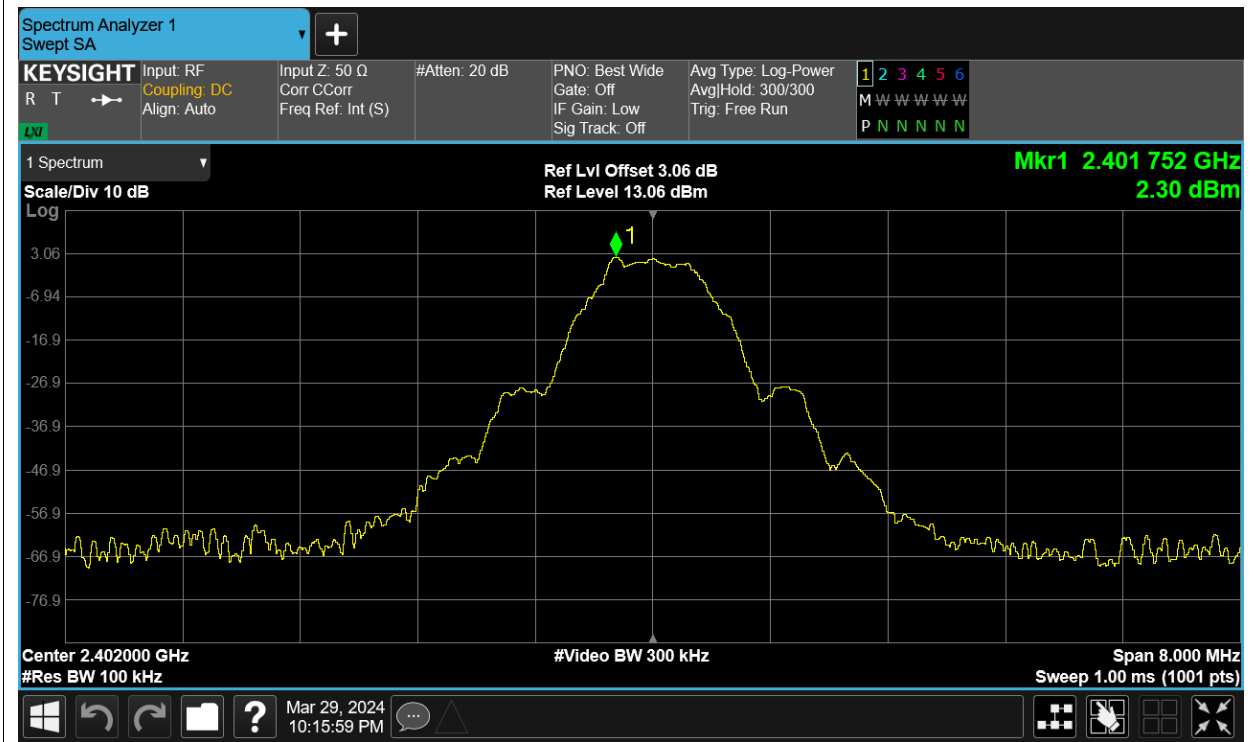 Spectrum Analyzer 1
Swept SA
+
KEYSIGHT
R T
LXI
Input: RF
Coupling: DC
Align: Auto
Input Z: 50 Ω
Corr CCorr
Freq Ref: Int (S)
#Atten: 20 dB
PNO: Best Wide
Gate: Off
IF Gain: Low
Sig Track: Off
Avg Type: Log-Power
Avg|Hold: 300/300
Trig: Free Run
1 2 3 4 5 6
M W W W W W
P N N N N N
1 Spectrum
Scale/Div 10 dB
Log
Ref Lvl Offset 3.06 dB
Ref Level 13.06 dBm
Mkr1 2.401 752 GHz
2.30 dBm
1
3.06
-6.94
-16.9
-26.9
-36.9
-46.9
-56.9
-66.9
-76.9
Center 2.402000 GHz
#Res BW 100 kHz
#Video BW 300 kHz
Span 8.000 MHz
Sweep 1.00 ms (1001 pts)
?
Mar 29, 2024
10:15:59 PM